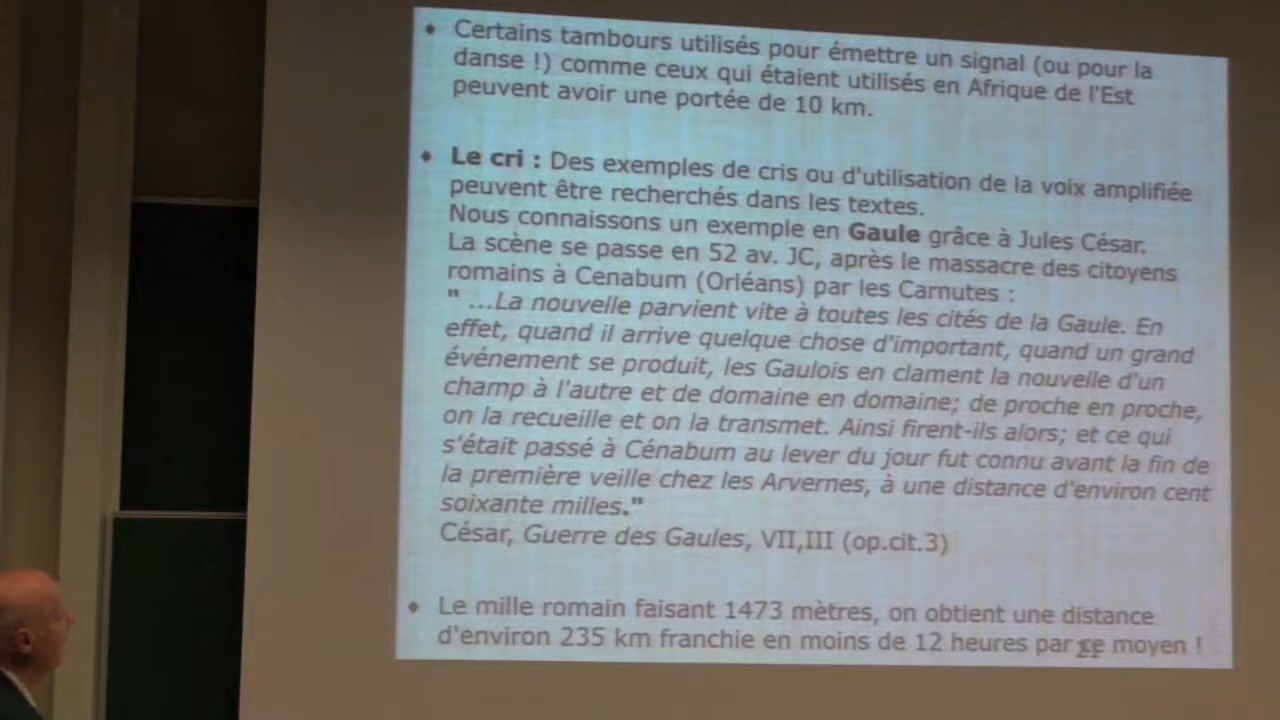 Certains tambours utilisés pour émettre un signal (ou pour la
danse !) comme ceux qui étaient utilisés en Afrique de l'Est
peuvent avoir une portée de 10 km.
Le cri : Des exemples de cris ou d'utilisation de la voix amplifiée
peuvent être recherchés dans les textes.
Nous connaissons un exemple en Gaule grâce à Jules César.
La scène se passe en 52 av. JC, après le massacre des citoyens
romains à Cenabum (Orléans) par les Carnutes :
" ...La nouvelle parvient vite à toutes les cités de la Gaule. En
effet, quand il arrive quelque chose d'important, quand un grand
événement se produit, les Gaulois en clament la nouvelle d'un
champ à l'autre et de domaine en domaine; de proche en proche,
on la recueille et on la transmet. Ainsi firent-ils alors; et ce qui
s'était passé à Cénabum au lever du jour fut connu avant la fin de
la première veille chez les Arvernes, à une distance d'environ cent
soixante milles."
César, Guerre des Gaules, VII,III (op.cit.3)
Le mille romain faisant 1473 mètres, on obtient une distance
d'environ 235 km franchie en moins de 12 heures par ce moyen !